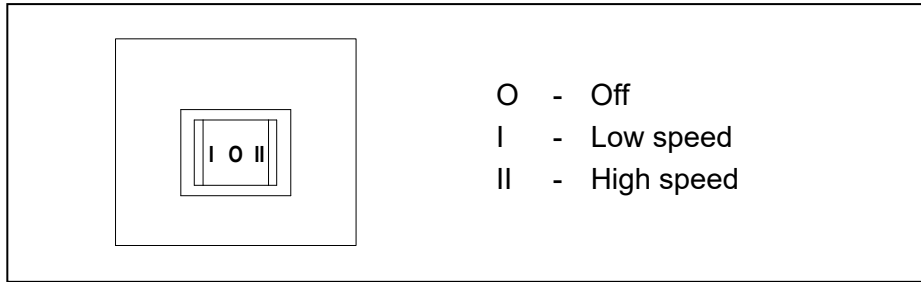 I O II
O - Off
I - Low speed
II - High speed